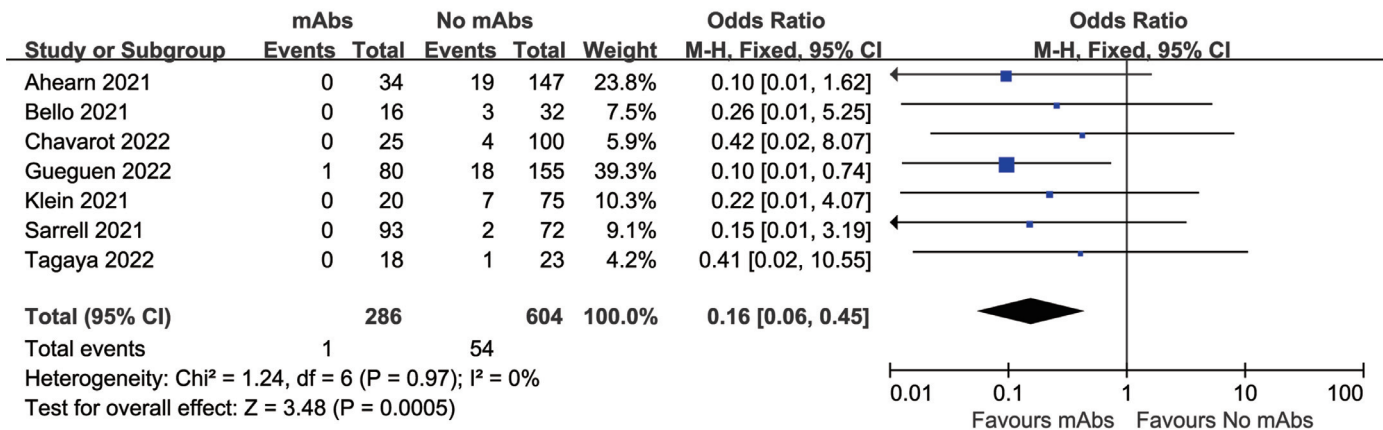 mAbs No mAbs Odds Ratio Odds Ratio
Study or Subgroup Events Total Events Total Weight M-H, Fixed, 95% CI M-H, Fixed, 95% CI
Ahearn 2021 0 34 19 147 23.8% 0.10 [0.01, 1.62]
Bello 2021 0 16 3 32 7.5% 0.26 [0.01, 5.25]
Chavarot 2022 0 25 4 100 5.9% 0.42 [0.02, 8.07]
Gueguen 2022 1 80 18 155 39.3% 0.10 [0.01, 0.74]
Klein 2021 0 20 7 75 10.3% 0.22 [0.01, 4.07]
Sarrell 2021 0 93 2 72 9.1% 0.15 [0.01, 3.19]
Tagaya 2022 0 18 1 23 4.2% 0.41 [0.02, 10.55]
Total (95% CI) 286 604 100.0% 0.16 [0.06, 0.45]
Total events 1 54
Heterogeneity: Chi² = 1.24, df = 6 (P = 0.97); I² = 0%
Test for overall effect: Z = 3.48 (P = 0.0005)
0.01 0.1 1 10 100
Favours mAbs Favours No mAbs